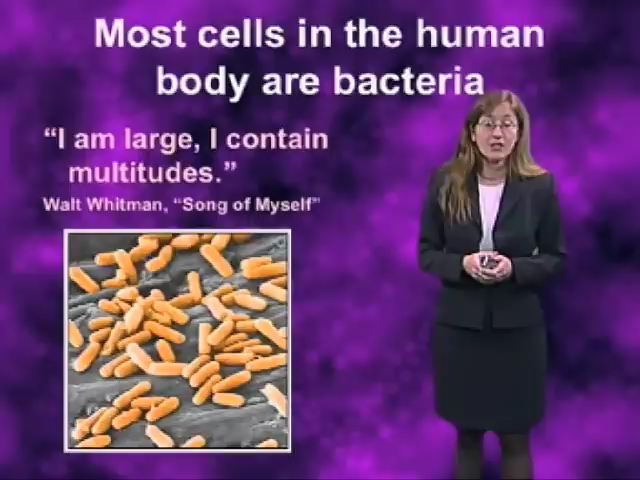 Most cells in the human
body are bacteria
“I am large, I contain
multitudes.”
Walt Whitman, “Song of Myself”